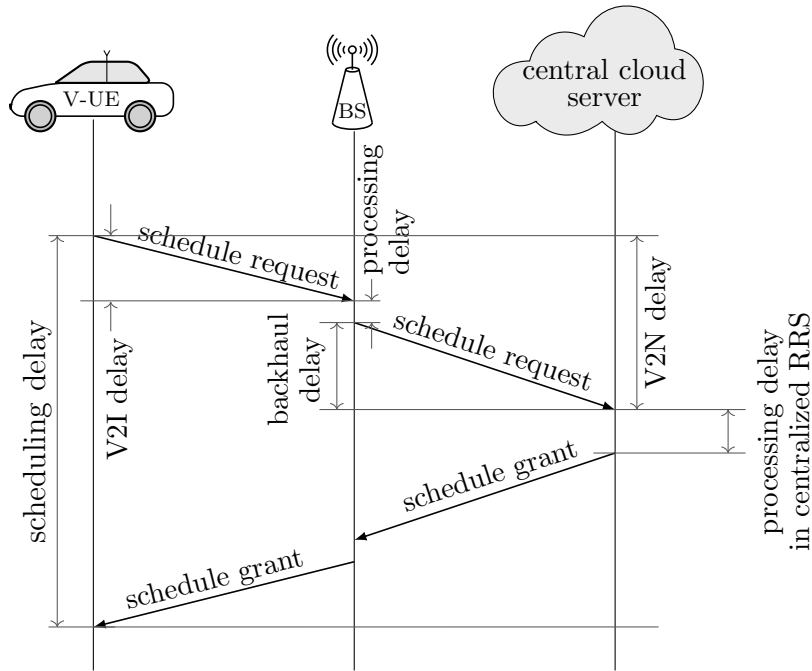 V-UE
BS
central cloud
server
processing
delay
schedule request
schedule request
V2N delay
V2I delay
backhaul
delay
scheduling delay
processing delay
in centralized RRS
schedule grant
schedule grant